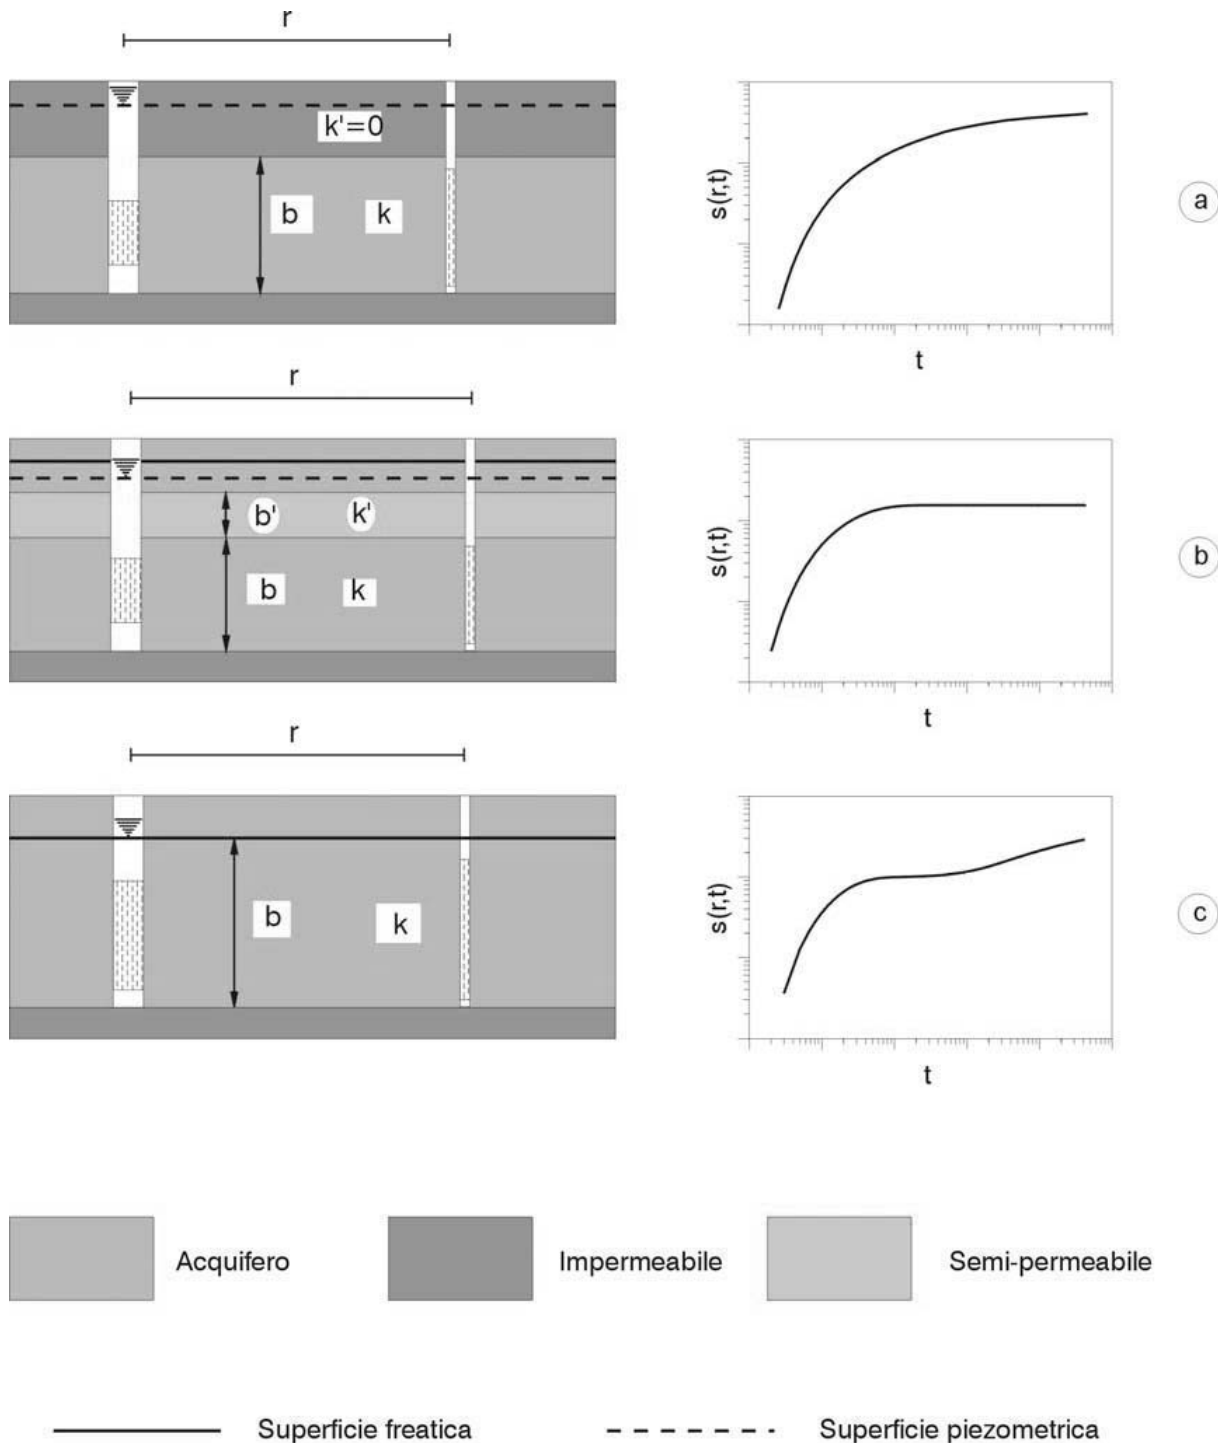 r
k'=0
b
k
s(r,t)
t
a
r
b'
k'
b
k
s(r,t)
t
b
r
b
k
s(r,t)
t
c
Acquifero
Impermeabile
Semi-permeabile
Superficie freatica
Superficie piezometrica